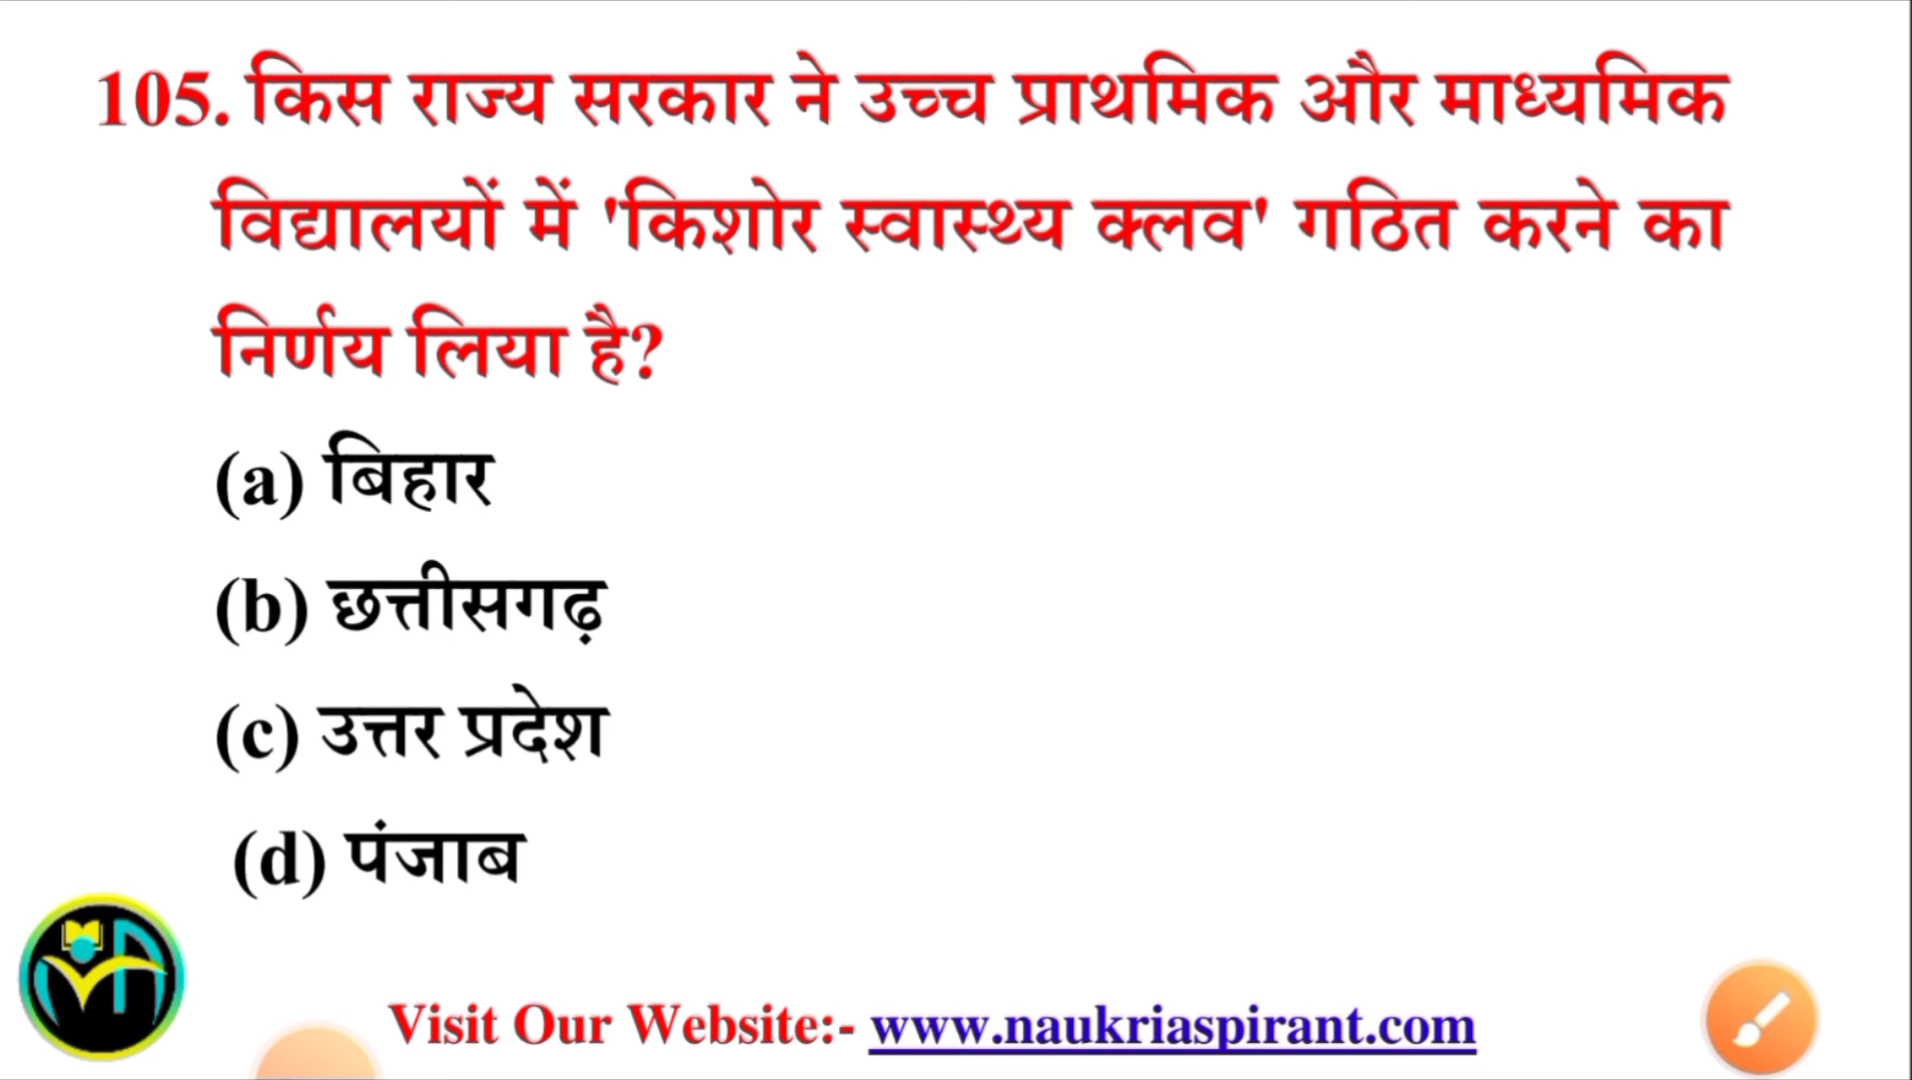 105. किस राज्य सरकार ने उच्च प्राथमिक और माध्यमिक
विद्यालयों में 'किशोर स्वास्थ्य क्लव' गठित करने का
निर्णय लिया है?
(a) बिहार
(b) छत्तीसगढ़
(c) उत्तर प्रदेश
(d) पंजाब
Visit Our Website:- www.naukriaspirant.com